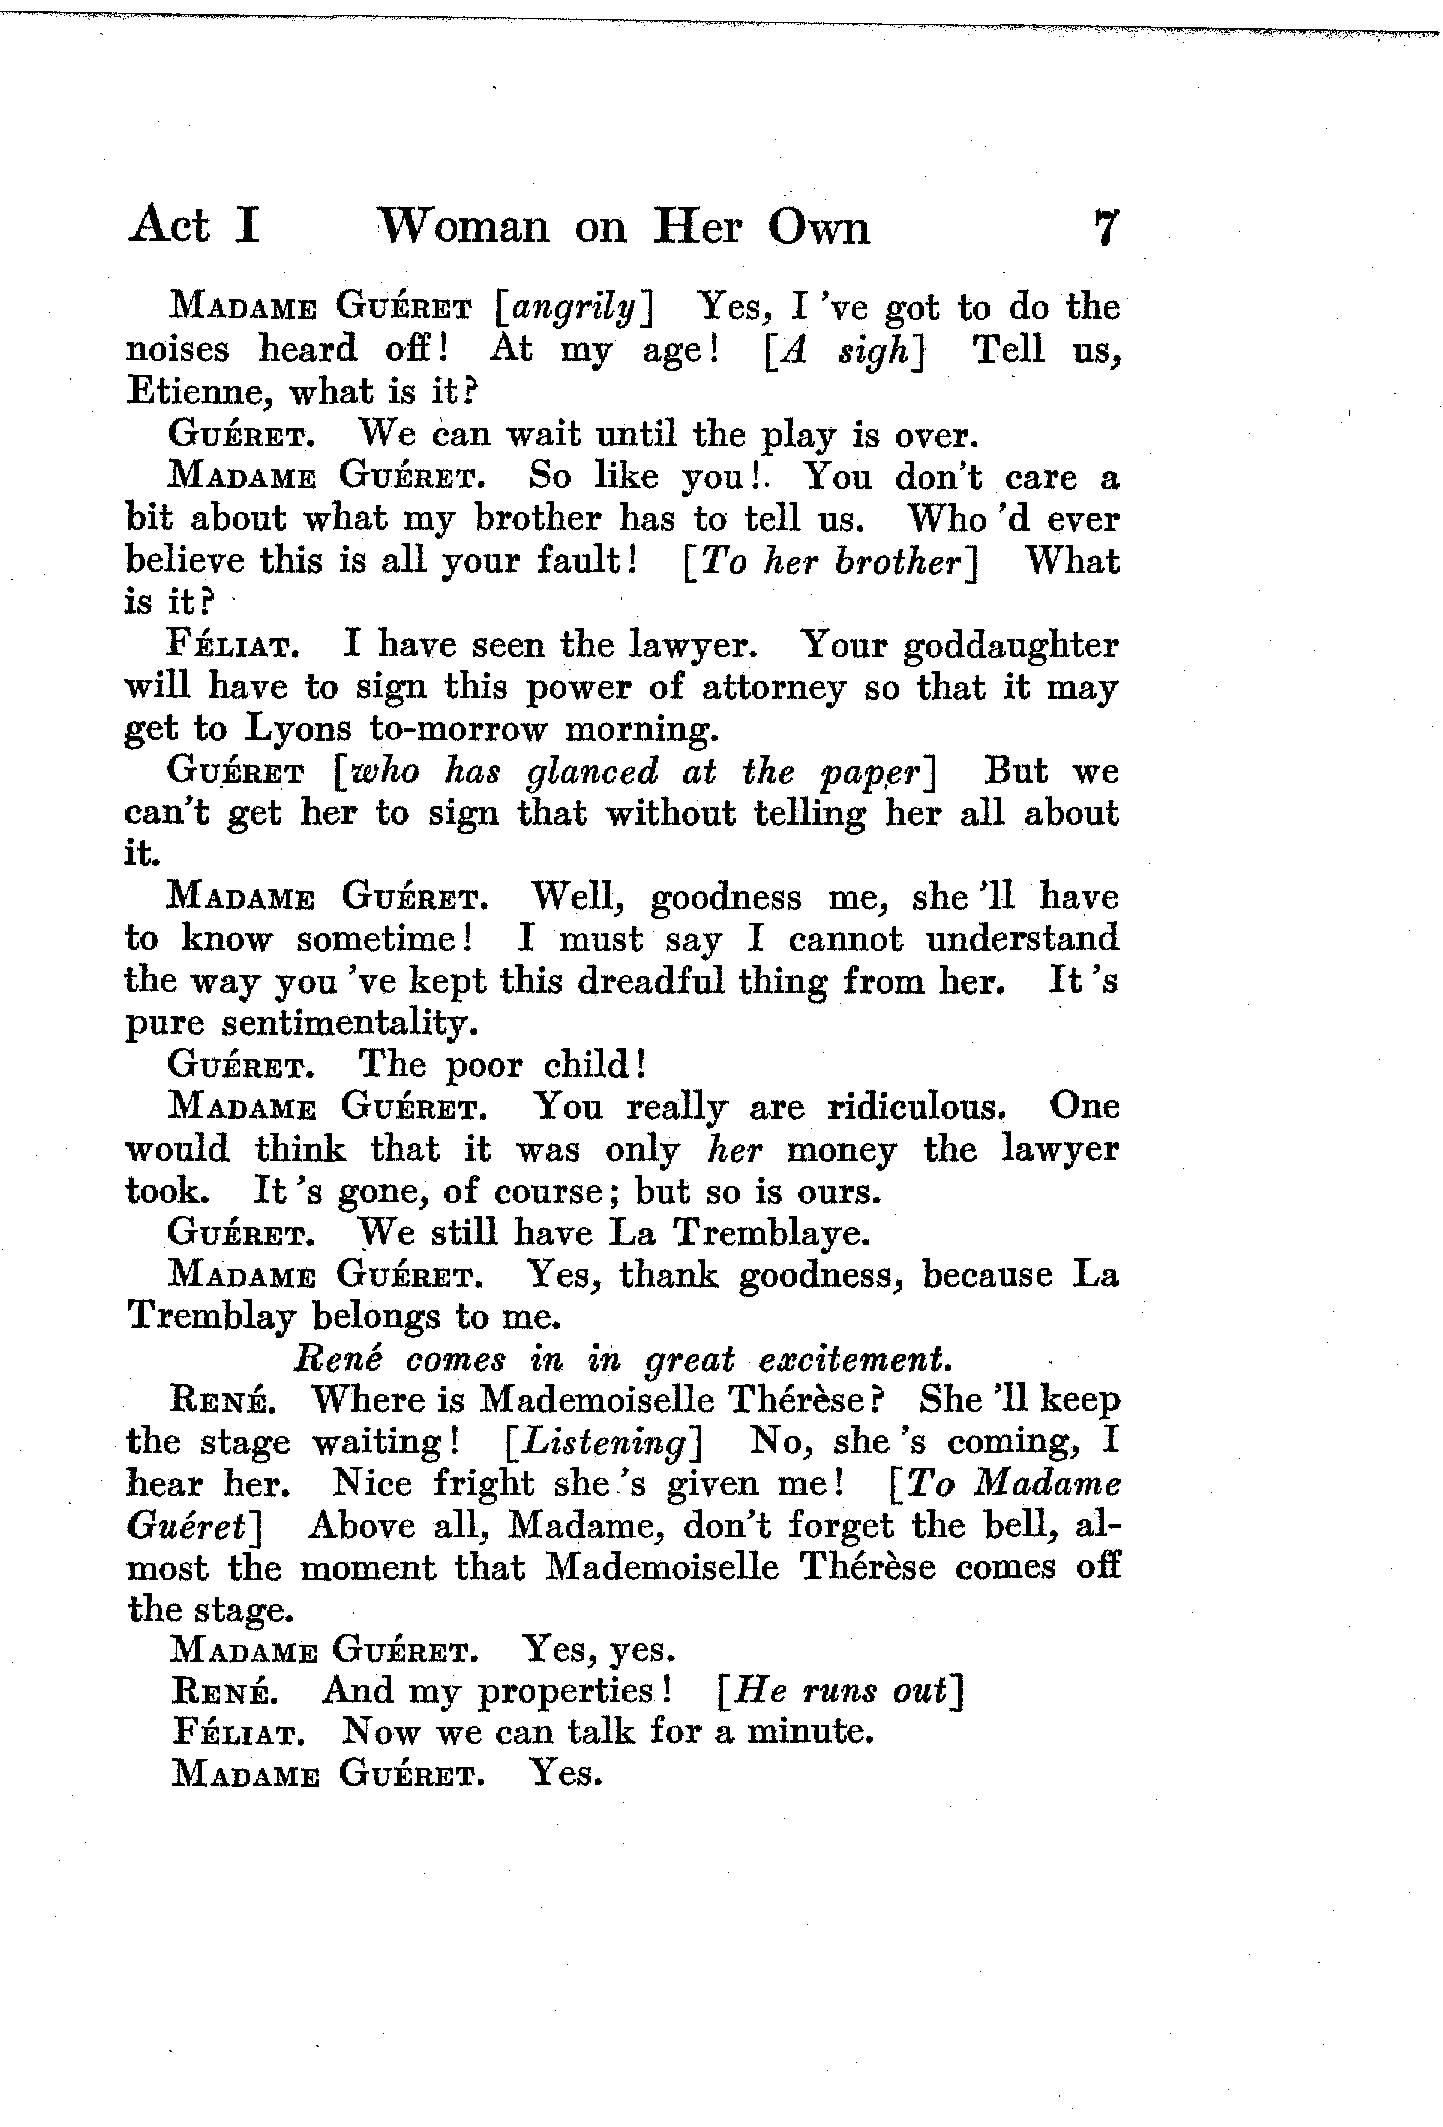 Act I Woman on Her Own 7
MADAME GUÉRET [angrily] Yes, I 've got to do the
noises heard off! At my age! [A sigh] Tell us,
Etienne, what is it?
GUÉRET. We can wait until the play is over.
MADAME GUÉRET. So like you!. You don't care a
bit about what my brother has to tell us. Who 'd ever
believe this is all your fault! [To her brother] What
is it?
FÉLIAT. I have seen the lawyer. Your goddaughter
will have to sign this power of attorney so that it may
get to Lyons to-morrow morning.
GUÉRET [who has glanced at the paper] But we
can't get her to sign that without telling her all about
it.
MADAME GUÉRET. Well, goodness me, she 'll have
to know sometime! I must say I cannot understand
the way you 've kept this dreadful thing from her. It 's
pure sentimentality.
GUÉRET. The poor child!
MADAME GUÉRET. You really are ridiculous. One
would think that it was only her money the lawyer
took. It 's gone, of course; but so is ours.
GUÉRET. We still have La Tremblaye.
MADAME GUÉRET. Yes, thank goodness, because La
Tremblay belongs to me.
René comes in in great excitement.
RENÉ. Where is Mademoiselle Thérèse? She 'll keep
the stage waiting! [Listening] No, she 's coming, I
hear her. Nice fright she 's given me! [To Madame
Guéret] Above all, Madame, don't forget the bell, al-
most the moment that Mademoiselle Thérèse comes off
the stage.
MADAME GUÉRET. Yes, yes.
RENÉ. And my properties! [He runs out]
FÉLIAT. Now we can talk for a minute.
MADAME GUÉRET. Yes.